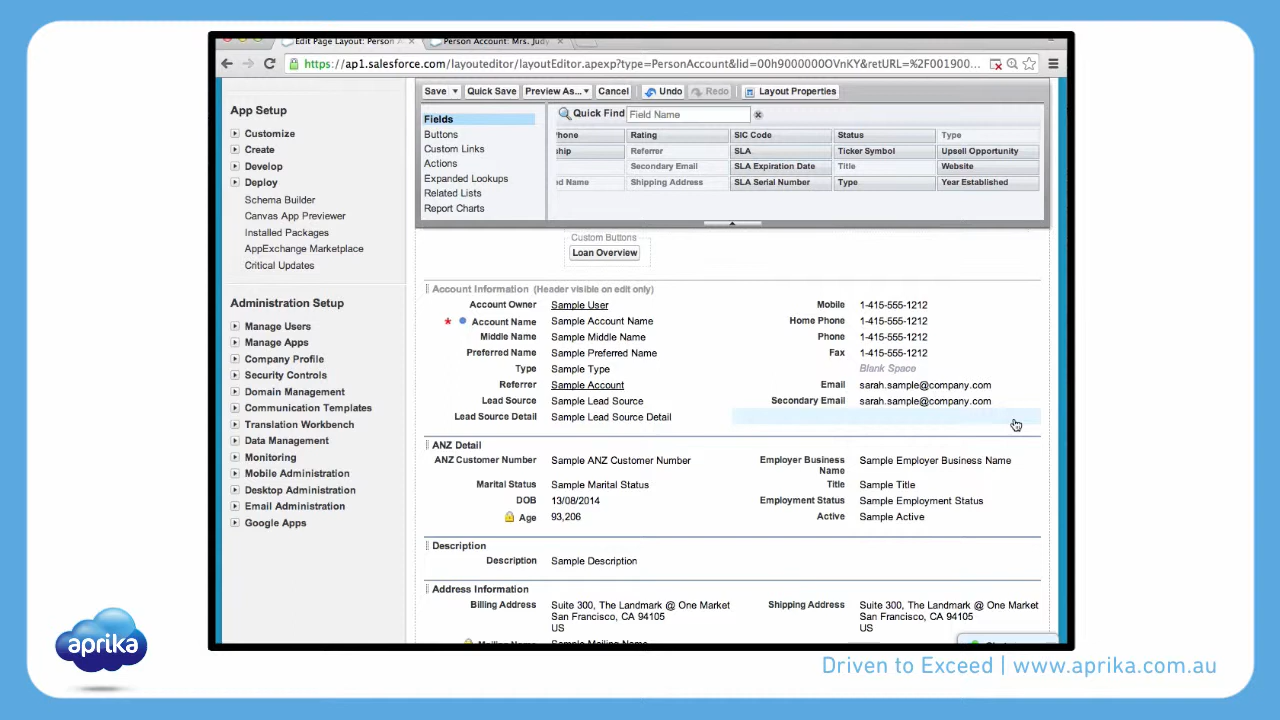 Edit Page Layout: Person A
Person Account: Mrs. Judy
https://ap1.salesforce.com/layouteditor/layoutEditor.apexp?type=PersonAccount&lid=00h9000000OVnKY&retURL=%2F00190...
App Setup
Customize
Create
Develop
Deploy
Schema Builder
Canvas App Previewer
Installed Packages
AppExchange Marketplace
Critical Updates
Administration Setup
Manage Users
Manage Apps
Company Profile
Security Controls
Domain Management
Communication Templates
Translation Workbench
Data Management
Monitoring
Mobile Administration
Desktop Administration
Email Administration
Google Apps
Save Quick Save Preview As... Cancel Undo Redo Layout Properties
Fields
Buttons
Custom Links
Actions
Expanded Lookups
Related Lists
Report Charts
Quick Find Field Name
hone Rating SIC Code Status Type
ship Referrer SLA Ticker Symbol Upsell Opportunity
Secondary Email SLA Expiration Date Title Website
d Name Shipping Address SLA Serial Number Type Year Established
Custom Buttons
Loan Overview
Account Information (Header visible on edit only)
Account Owner Sample User Mobile 1-415-555-1212
* Account Name Sample Account Name Home Phone 1-415-555-1212
Middle Name Sample Middle Name Phone 1-415-555-1212
Preferred Name Sample Preferred Name Fax 1-415-555-1212
Type Sample Type Blank Space
Referrer Sample Account Email sarah.sample@company.com
Lead Source Sample Lead Source Secondary Email sarah.sample@company.com
Lead Source Detail Sample Lead Source Detail
ANZ Detail
ANZ Customer Number Sample ANZ Customer Number Employer Business Name Sample Employer Business Name
Marital Status Sample Marital Status Title Sample Title
DOB 13/08/2014 Employment Status Sample Employment Status
Age 93,206 Active Sample Active
Description
Description Sample Description
Address Information
Billing Address Suite 300, The Landmark @ One Market Shipping Address Suite 300, The Landmark @ One Market
San Francisco, CA 94105 San Francisco, CA 94105
US US
Mailing Name Sample Mailing Name
aprika
Driven to Exceed | www.aprika.com.au